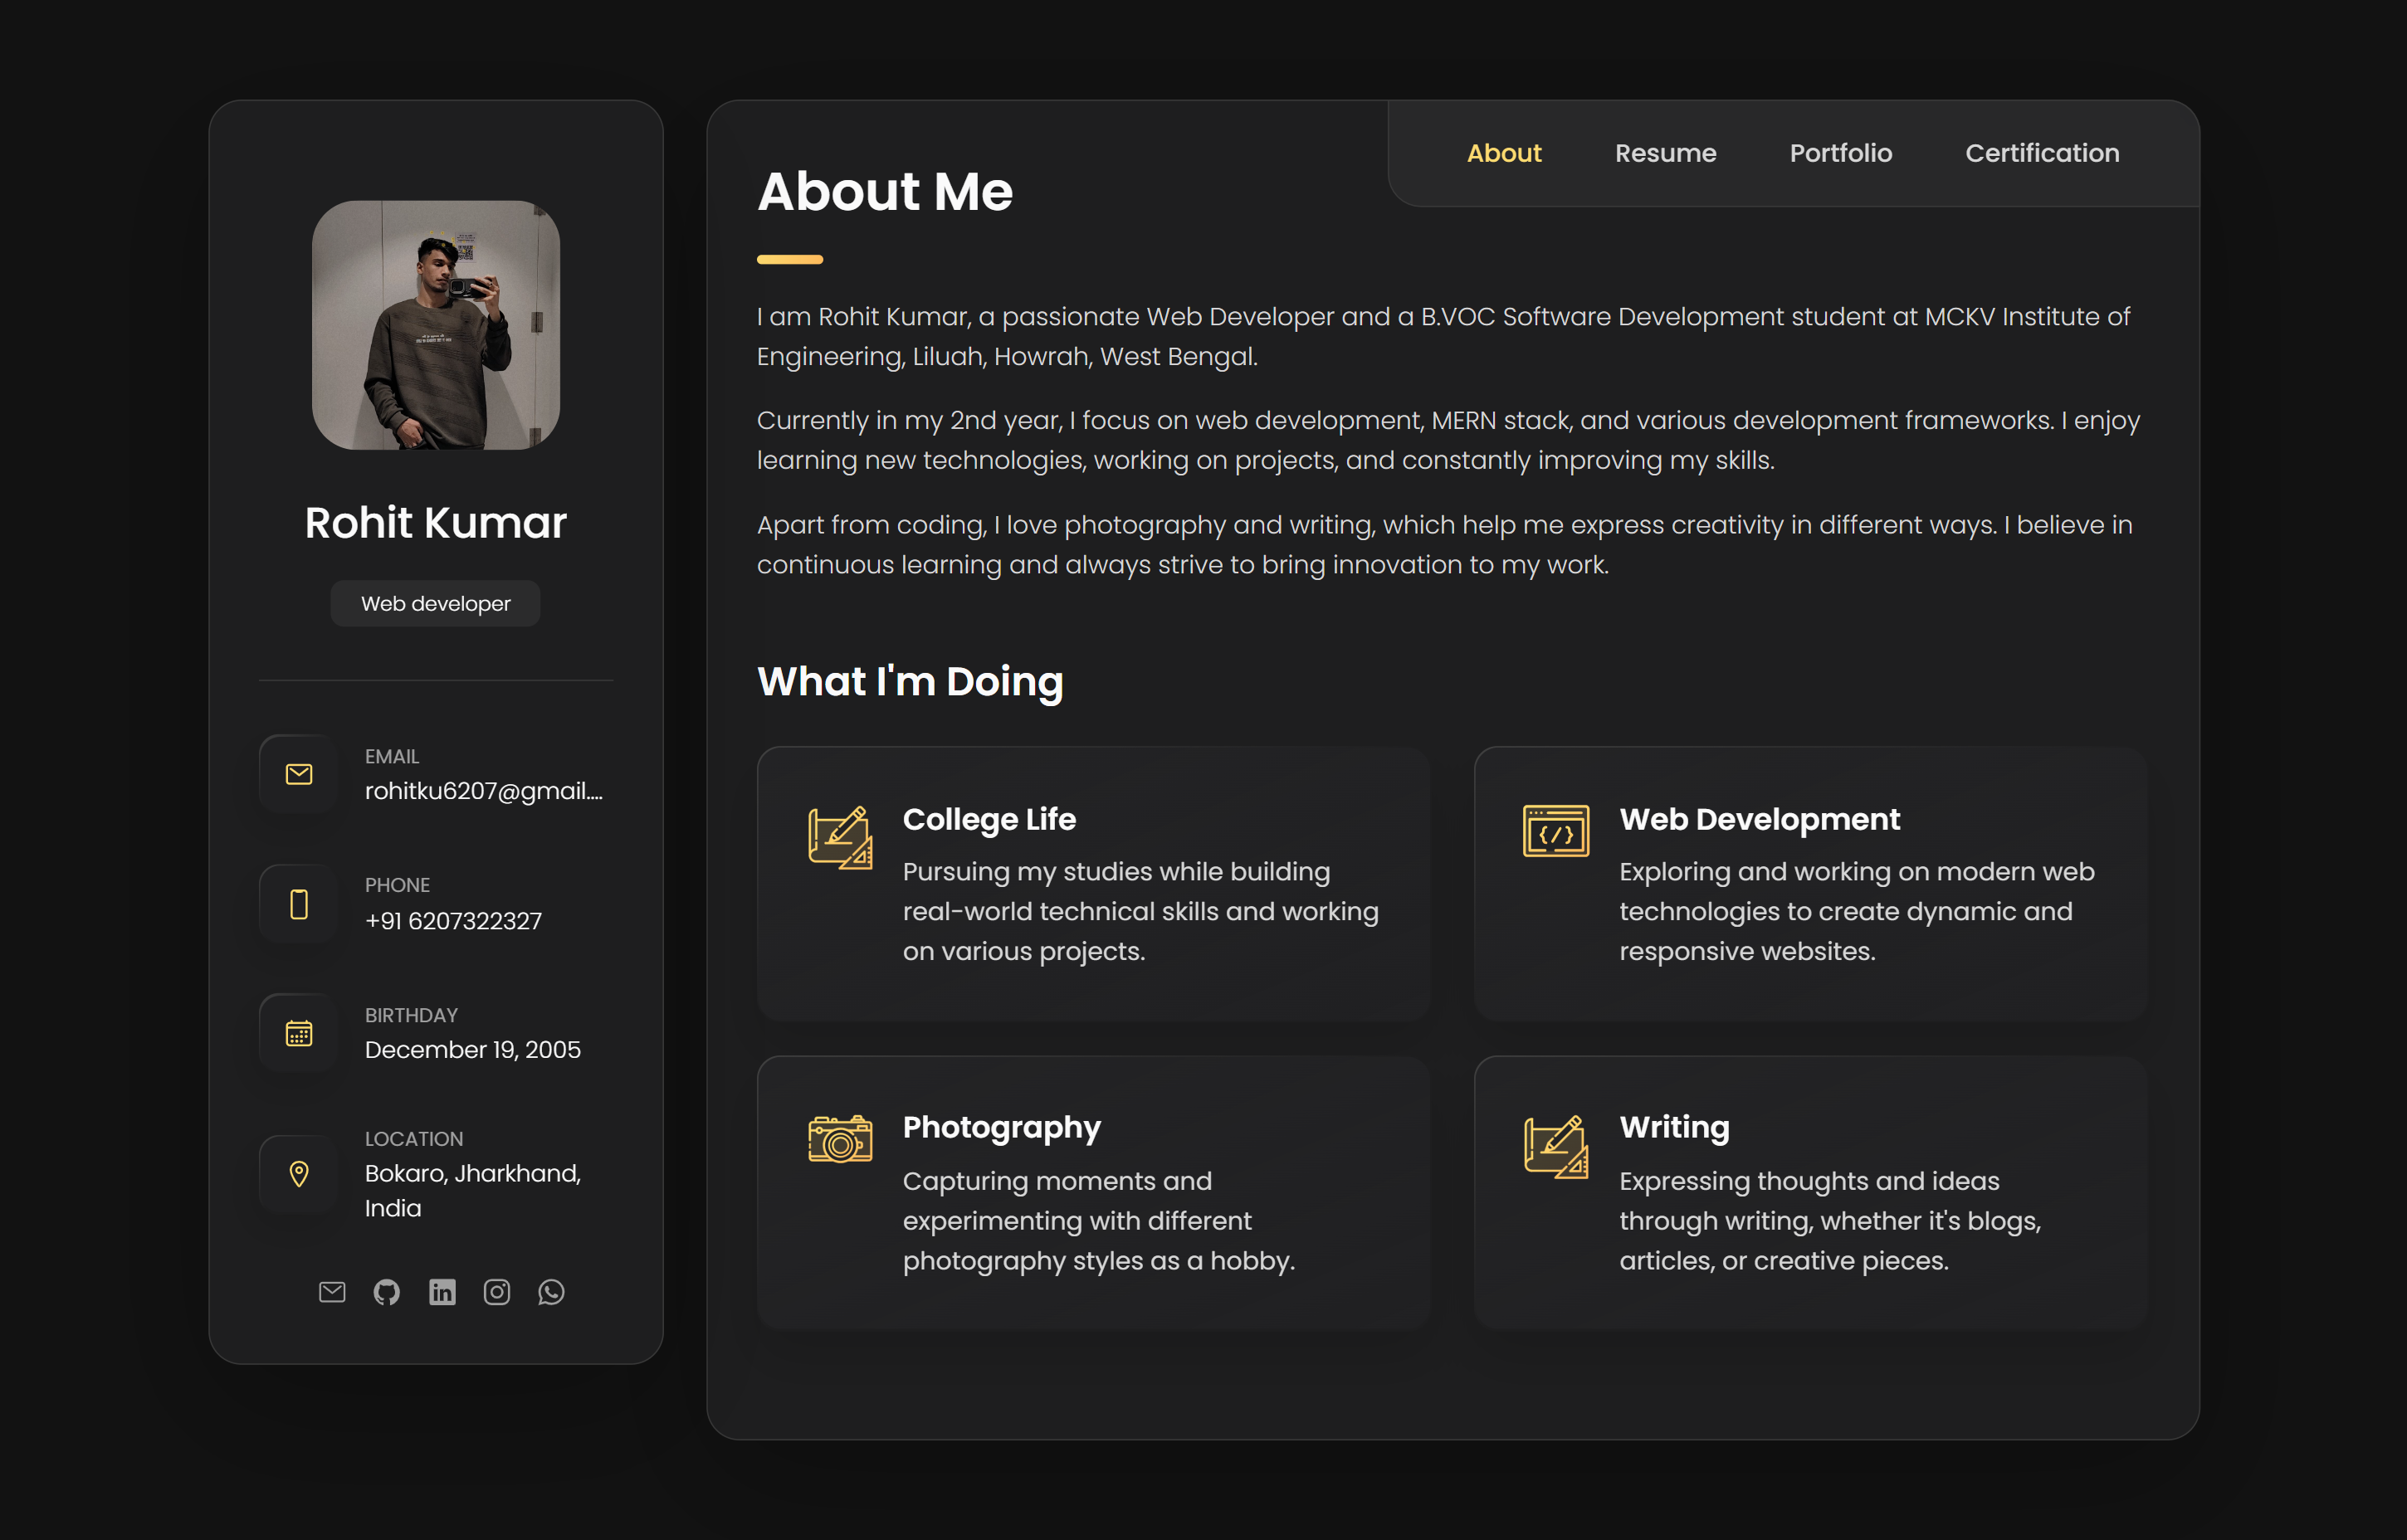 Rohit Kumar
Web developer
EMAIL
rohitku6207@gmail....
PHONE
+91 6207322327
BIRTHDAY
December 19, 2005
LOCATION
Bokaro, Jharkhand,
India
About
Resume
Portfolio
Certification
About Me
I am Rohit Kumar, a passionate Web Developer and a B.VOC Software Development student at MCKV Institute of
Engineering, Liluah, Howrah, West Bengal.
Currently in my 2nd year, I focus on web development, MERN stack, and various development frameworks. I enjoy
learning new technologies, working on projects, and constantly improving my skills.
Apart from coding, I love photography and writing, which help me express creativity in different ways. I believe in
continuous learning and always strive to bring innovation to my work.
What I'm Doing
College Life
Pursuing my studies while building
real-world technical skills and working
on various projects.
Web Development
Exploring and working on modern web
technologies to create dynamic and
responsive websites.
Photography
Capturing moments and
experimenting with different
photography styles as a hobby.
Writing
Expressing thoughts and ideas
through writing, whether it's blogs,
articles, or creative pieces.